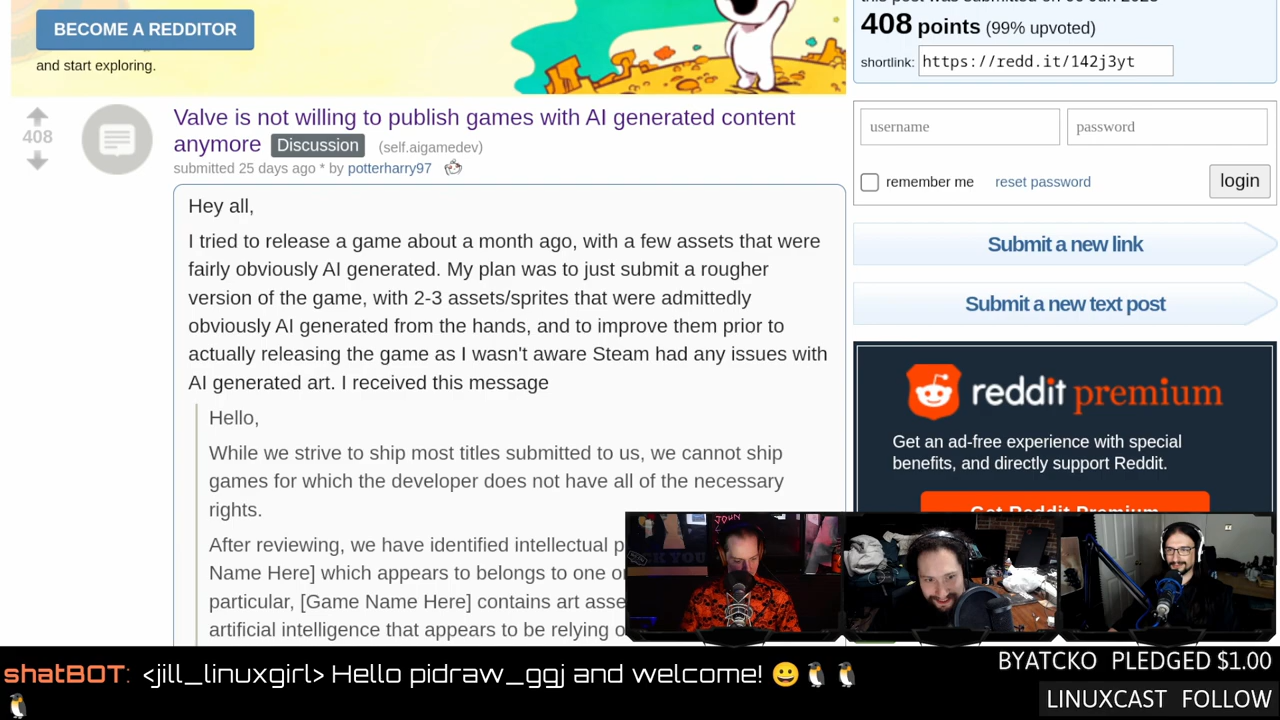 BECOME A REDDITOR
and start exploring.
408 points (99% upvoted)
shortlink: https://redd.it/142j3yt
username
password
remember me
reset password
login
Submit a new link
Submit a new text post
reddit premium
Get an ad-free experience with special
benefits, and directly support Reddit.
Get Reddit Premium
408
Valve is not willing to publish games with AI generated content
anymore Discussion (self.aigamedev)
submitted 25 days ago * by potterharry97
Hey all,
I tried to release a game about a month ago, with a few assets that were
fairly obviously AI generated. My plan was to just submit a rougher
version of the game, with 2-3 assets/sprites that were admittedly
obviously AI generated from the hands, and to improve them prior to
actually releasing the game as I wasn't aware Steam had any issues with
AI generated art. I received this message
Hello,
While we strive to ship most titles submitted to us, we cannot ship
games for which the developer does not have all of the necessary
rights.
After reviewing, we have identified intellectual p
Name Here] which appears to belongs to one o
particular, [Game Name Here] contains art asse
artificial intelligence that appears to be relying o
shatBOT: <jill_linuxgirl> Hello pidraw_ggj and welcome! 😀🐧🐧
🐧
BYATCKO PLEDGED $1.00
LINUXCAST FOLLOW